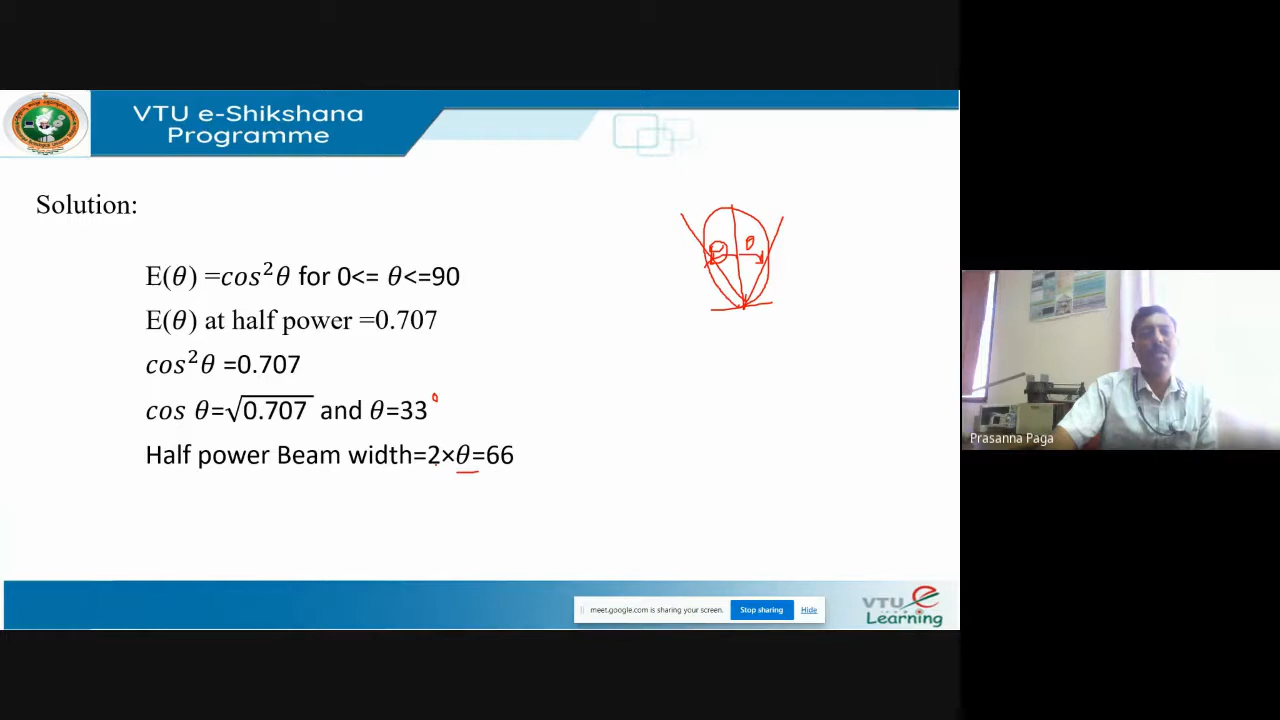 VTU e-Shikshana
Programme
Solution:
E(𝜃) =𝑐𝑜𝑠²𝜃 for 0<= 𝜃<=90
E(𝜃) at half power =0.707
𝑐𝑜𝑠²𝜃 =0.707
𝑐𝑜𝑠 𝜃=√0.707 and 𝜃=33°
Half power Beam width=2×𝜃=66
θ
Prasanna Paga
meet.google.com is sharing your screen.
Stop sharing
Hide
VTU e
Learning